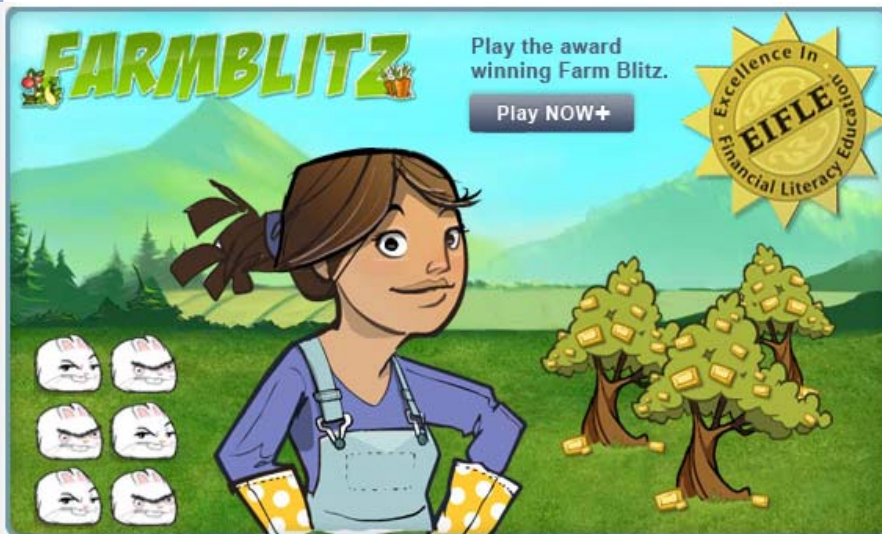 FARMBLITZ
Play the award
winning Farm Blitz.
Play NOW+
Excellence In
EIFLE
Financial Literacy Education